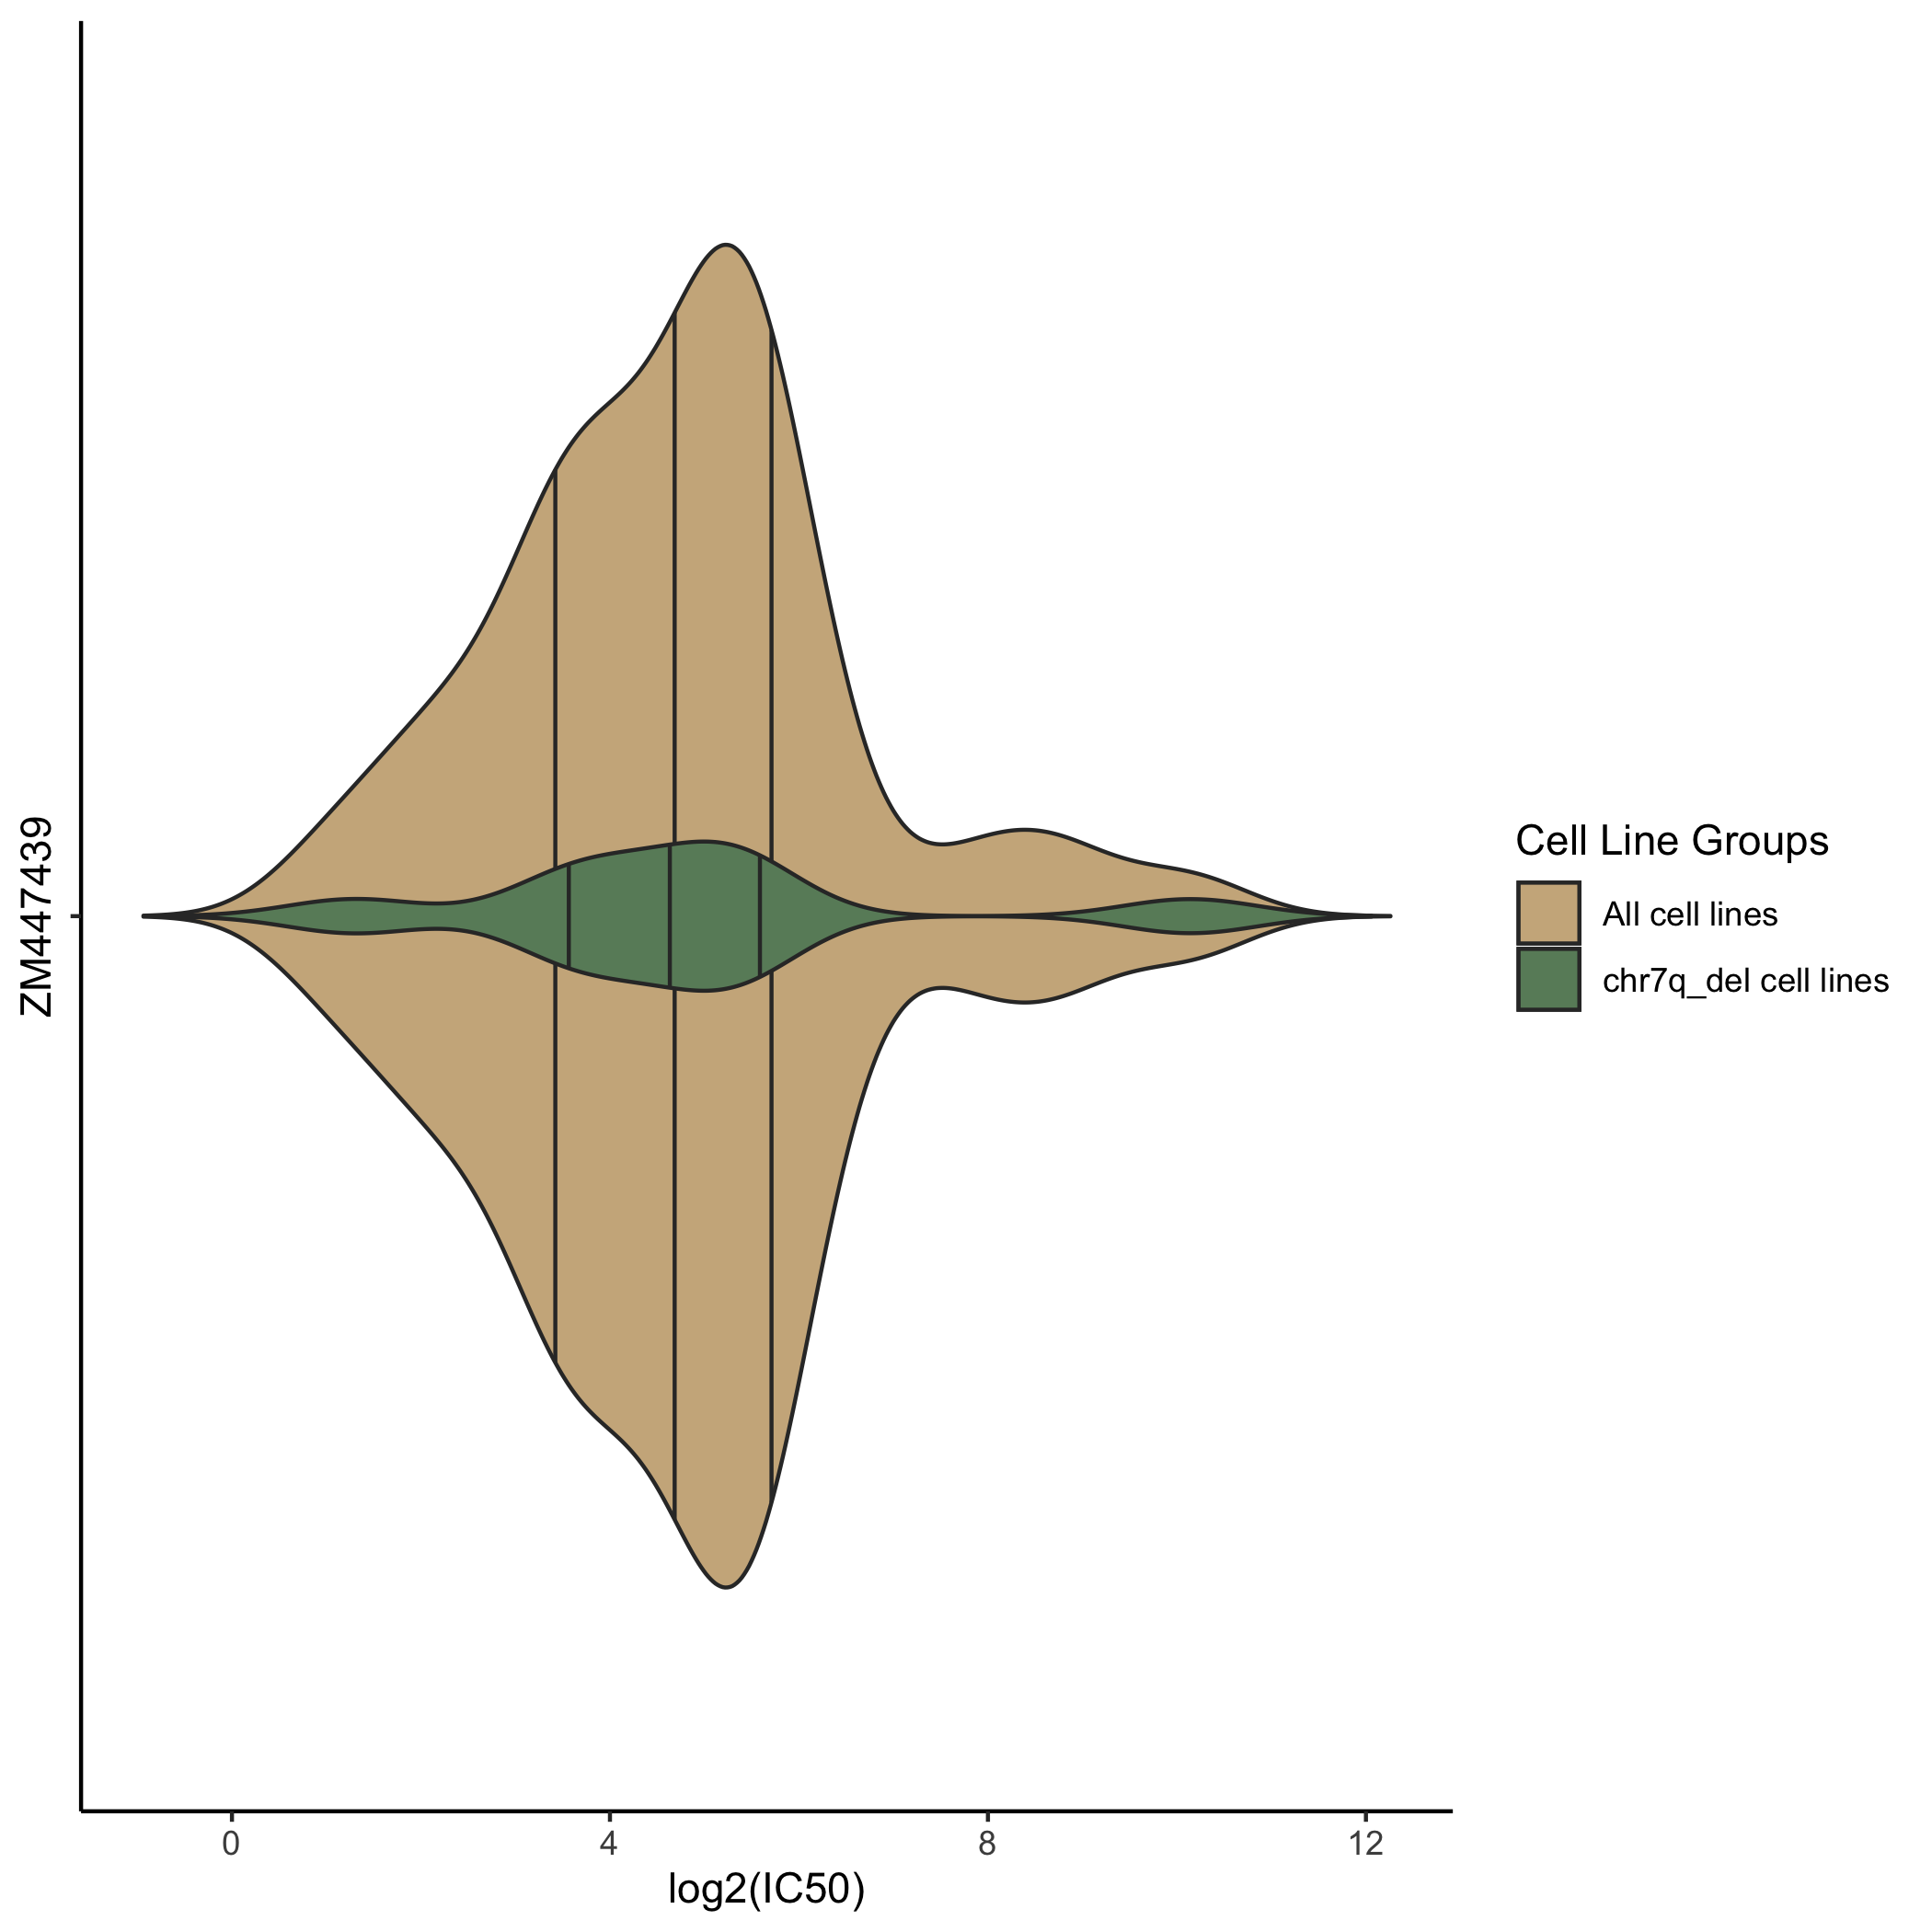 ZM447439
0
4
8
12
log2(IC50)
Cell Line Groups
All cell lines
chr7q_del cell lines